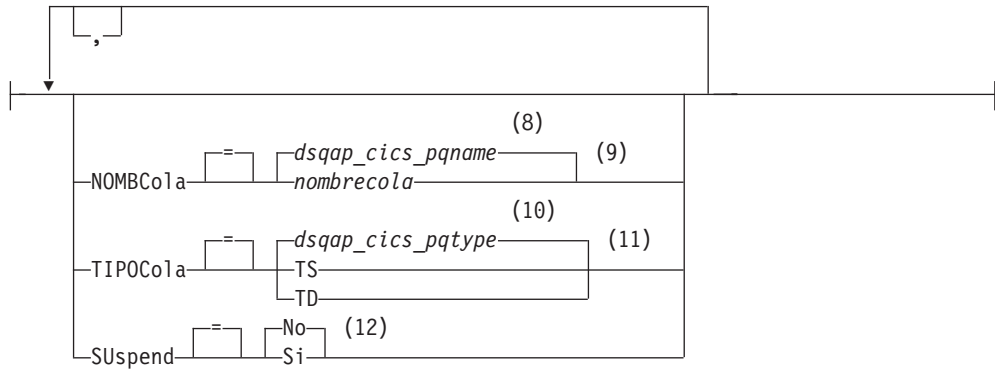 ,
(8)
= dsqap_cics_pqname (9)
NOMBCola nombrecola
(10)
= dsqap_cics_pqtype (11)
TIPOCola TS
TD
= No (12)
SUspend Si